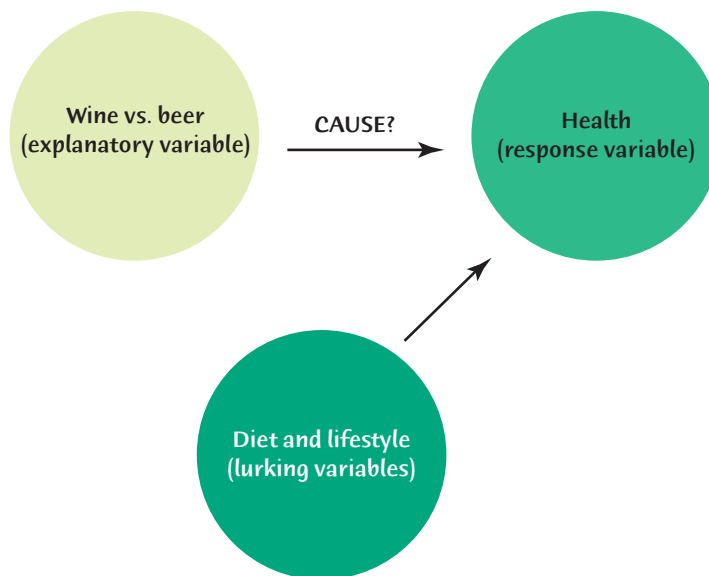 Wine vs. beer
(explanatory variable)
CAUSE?
Health
(response variable)
Diet and lifestyle
(lurking variables)